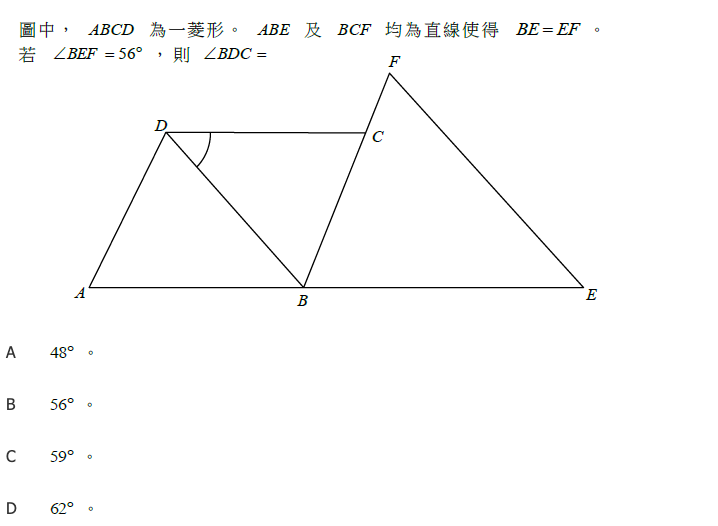 圖中， ABCD 為一菱形。 ABE 及 BCF 均為直線使得 BE = EF 。
若 ∠BEF = 56° ，則 ∠BDC =
F
D
C
A
B
E
A 48° 。
B 56° 。
C 59° 。
D 62° 。